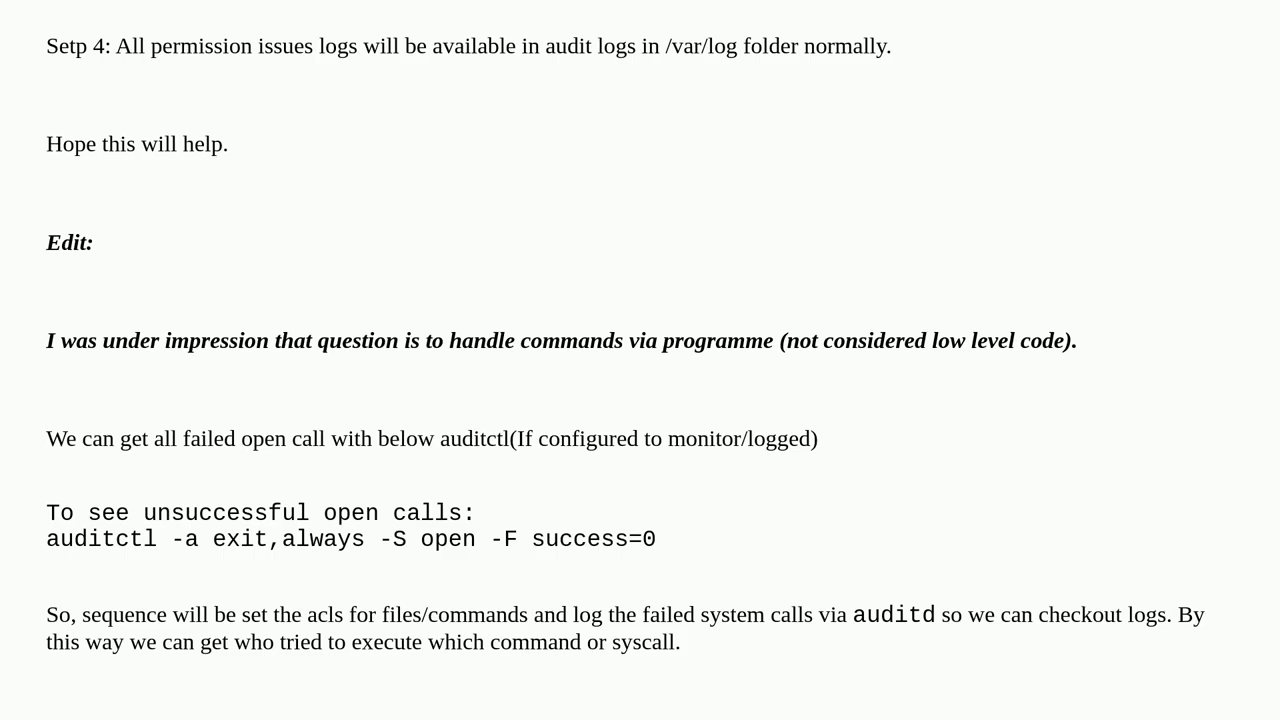 Setp 4: All permission issues logs will be available in audit logs in /var/log folder normally.
Hope this will help.
Edit:
I was under impression that question is to handle commands via programme (not considered low level code).
We can get all failed open call with below auditctl(If configured to monitor/logged)
To see unsuccessful open calls:
auditctl -a exit,always -S open -F success=0
So, sequence will be set the acls for files/commands and log the failed system calls via auditd so we can checkout logs. By
this way we can get who tried to execute which command or syscall.